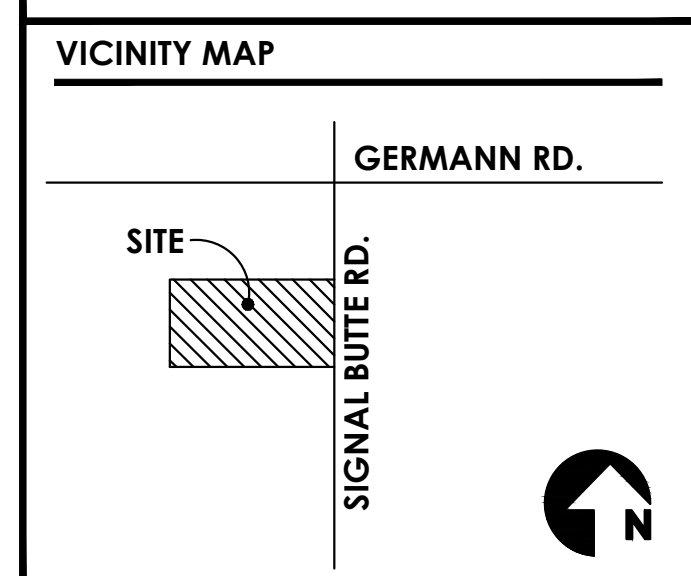 VICINITY MAP
GERMANN RD.
SITE
SIGNAL BUTTE RD.
N